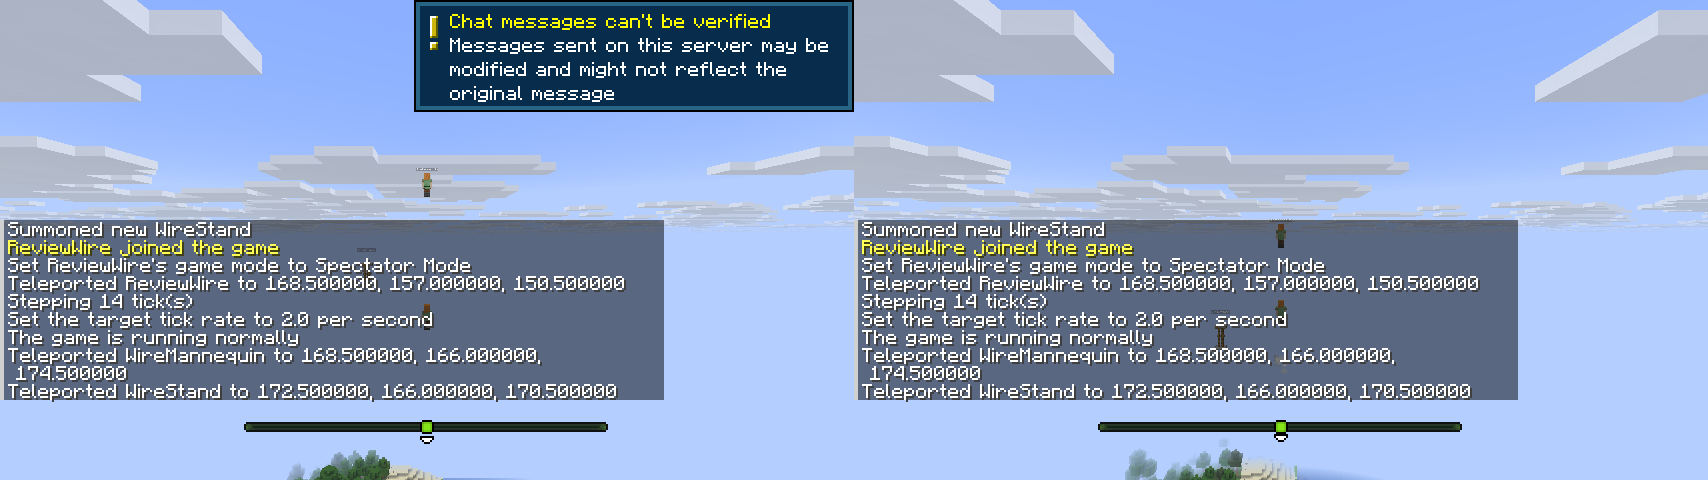 Chat messages can't be verified
Messages sent on this server may be
modified and might not reflect the
original message
Summoned new WireStand
ReviewWire joined the game
Set ReviewWire's game mode to Spectator Mode
Teleported ReviewWire to 168.500000, 157.000000, 150.500000
Stepping 14 tick(s)
Set the target tick rate to 2.0 per second
The game is running normally
Teleported WireMannequin to 168.500000, 166.000000,
174.500000
Teleported WireStand to 172.500000, 166.000000, 170.500000
Summoned new WireStand
ReviewWire joined the game
Set ReviewWire's game mode to Spectator Mode
Teleported ReviewWire to 168.500000, 157.000000, 150.500000
Stepping 14 tick(s)
Set the target tick rate to 2.0 per second
The game is running normally
Teleported WireMannequin to 168.500000, 166.000000,
174.500000
Teleported WireStand to 172.500000, 166.000000, 170.500000